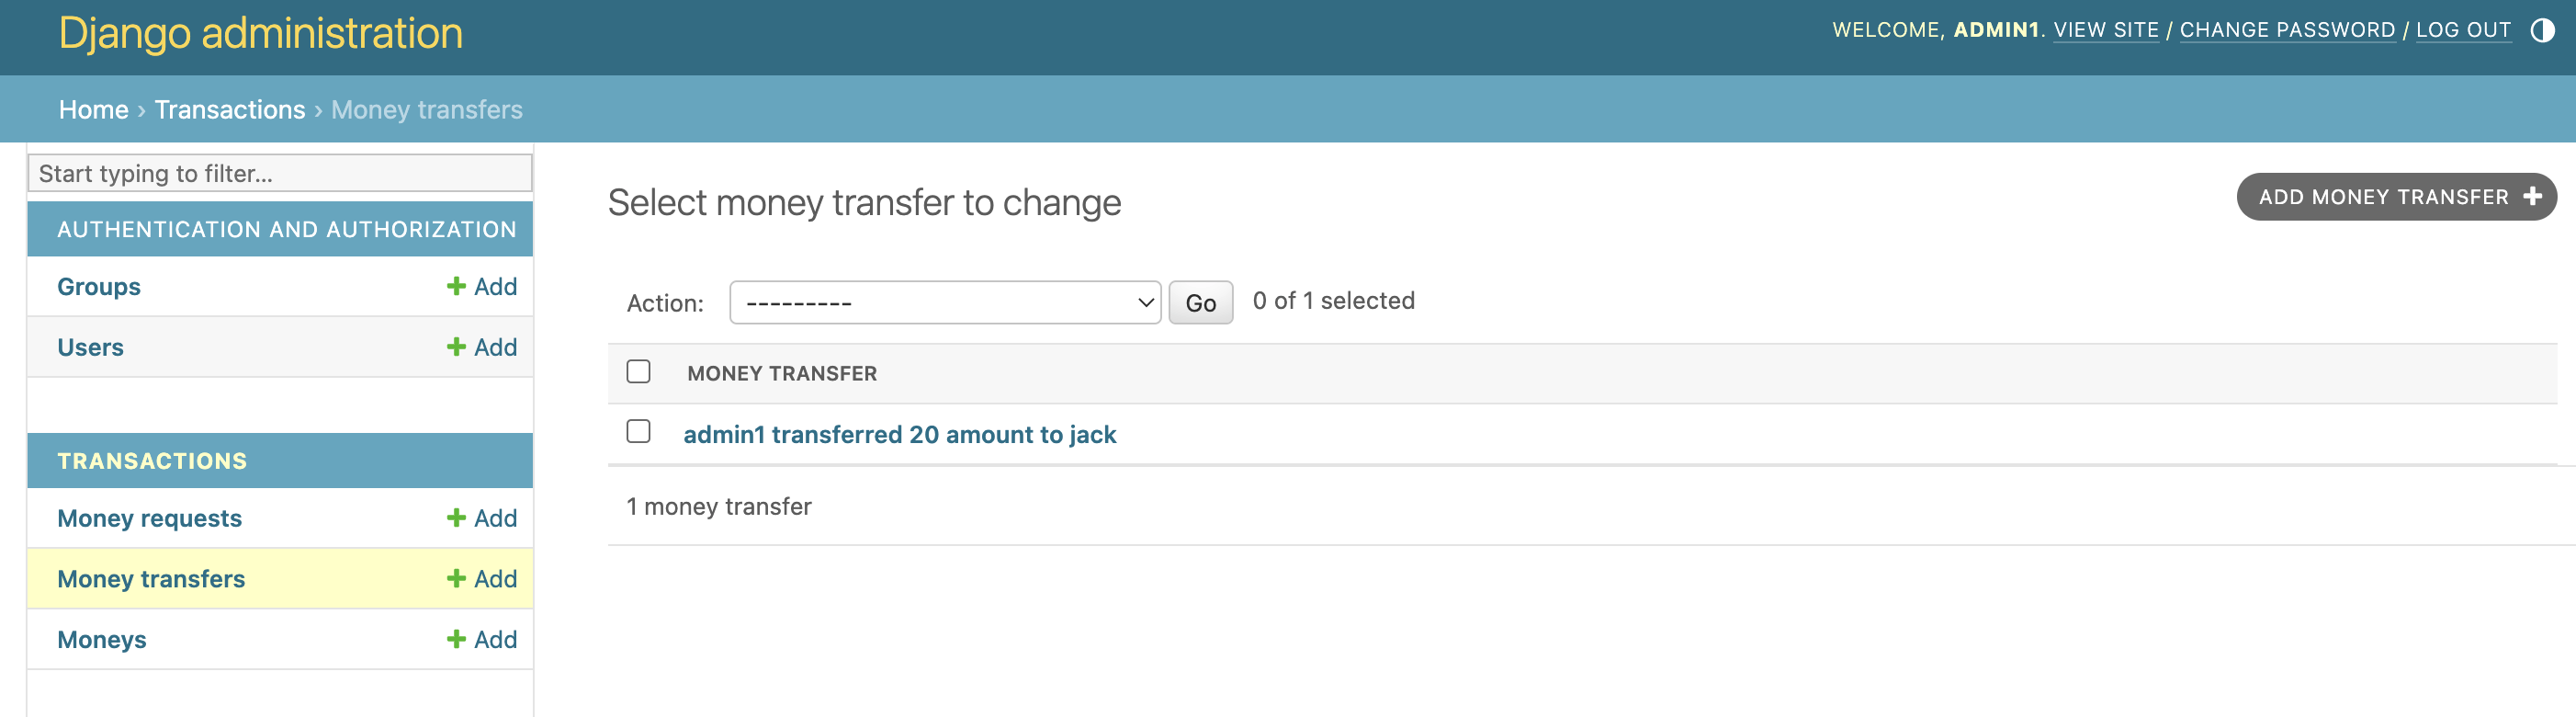 Django administration
WELCOME, ADMIN1. VIEW SITE / CHANGE PASSWORD / LOG OUT
Home › Transactions › Money transfers
Start typing to filter...
AUTHENTICATION AND AUTHORIZATION
Groups + Add
Users + Add
TRANSACTIONS
Money requests + Add
Money transfers + Add
Moneys + Add
Select money transfer to change
ADD MONEY TRANSFER +
Action: --------- Go 0 of 1 selected
MONEY TRANSFER
admin1 transferred 20 amount to jack
1 money transfer